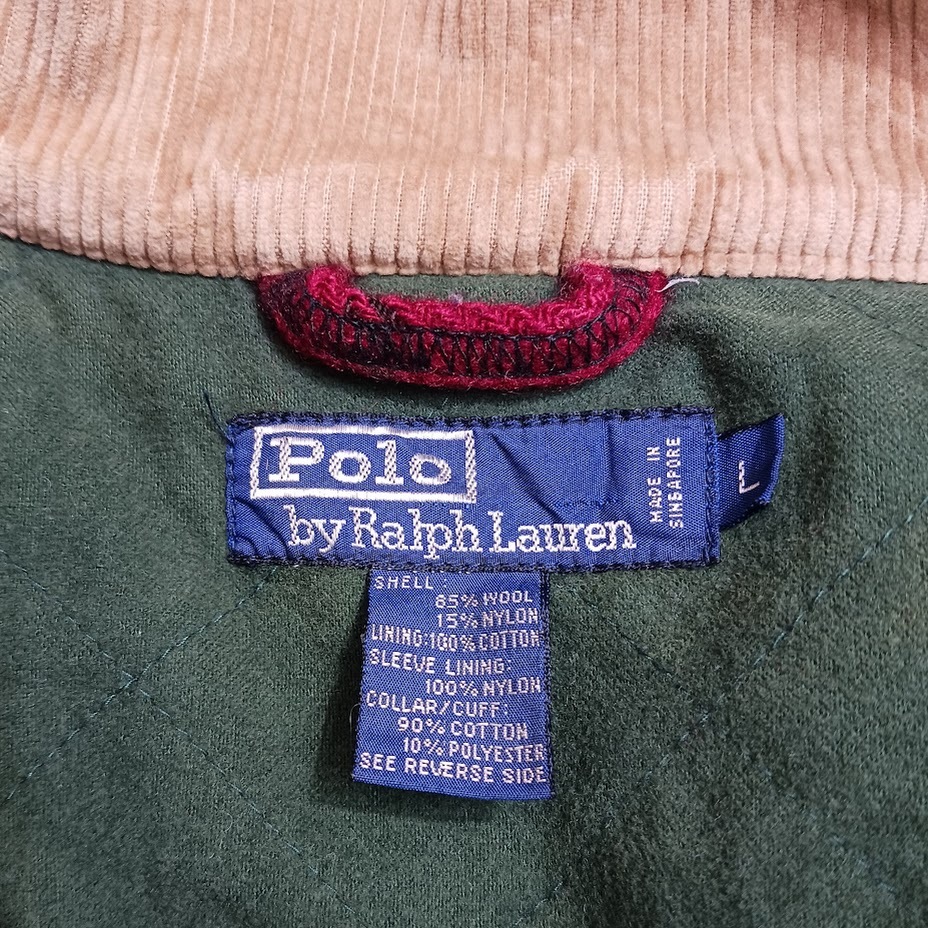 Polo
by Ralph Lauren
MADE IN
SINGAPORE
L
SHELL:
85% WOOL
15% NYLON
LINING:100% COTTON
SLEEVE LINING:
100% NYLON
COLLAR/CUFF:
90% COTTON
10% POLYESTER
SEE REVERSE SIDE